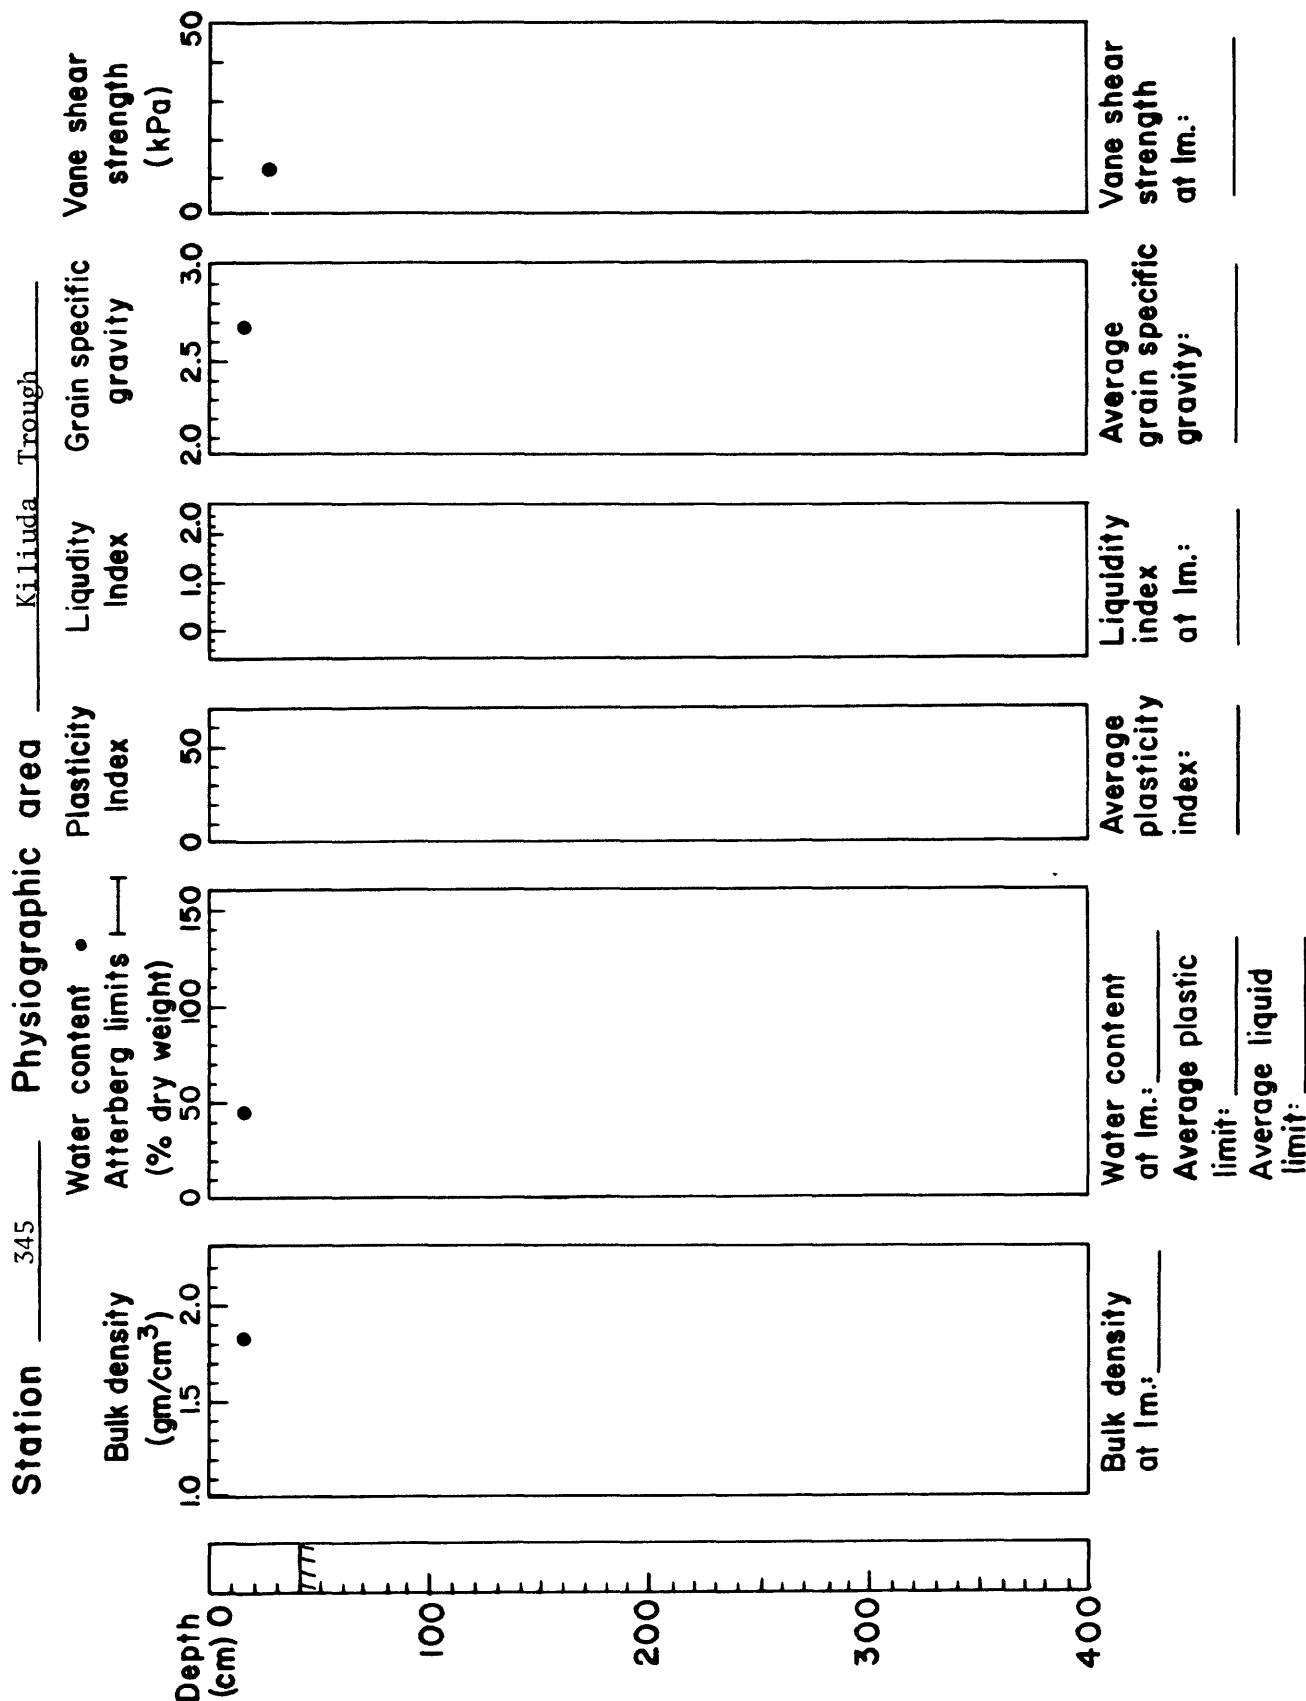 Station 345 Physiographic area Kiliuda Trough
Depth
(cm)
0
100
200
300
400
Bulk density
(gm/cm³)
1.0 1.5 2.0
Bulk density
at 1m.:
Water content •
Atterberg limits
(% dry weight)
0 50 100 150
Water content
at 1m.:
Average plastic
limit:
Average liquid
limit:
Plasticity
Index
0 50
Average
plasticity
index:
Liqudity
Index
0 1.0 2.0
Liquidity
index
at 1m.:
Grain specific
gravity
2.0 2.5 3.0
Average
grain specific
gravity:
Vane shear
strength
(kPa)
0 50
Vane shear
strength
at 1m.: